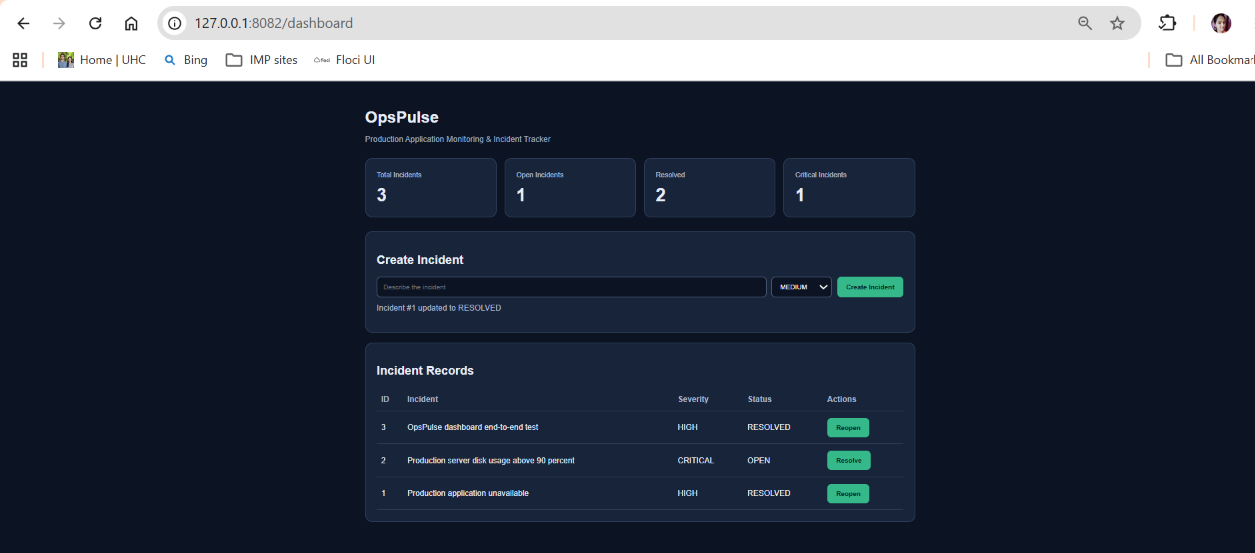 127.0.0.1:8082/dashboard
Home | UHC Bing IMP sites Floci UI All Bookmar
OpsPulse
Production Application Monitoring & Incident Tracker
Total Incidents Open Incidents Resolved Critical Incidents
3 1 2 1
Create Incident
Describe the incident MEDIUM Create Incident
Incident #1 updated to RESOLVED
Incident Records
ID Incident Severity Status Actions
3 OpsPulse dashboard end-to-end test HIGH RESOLVED Reopen
2 Production server disk usage above 90 percent CRITICAL OPEN Resolve
1 Production application unavailable HIGH RESOLVED Reopen